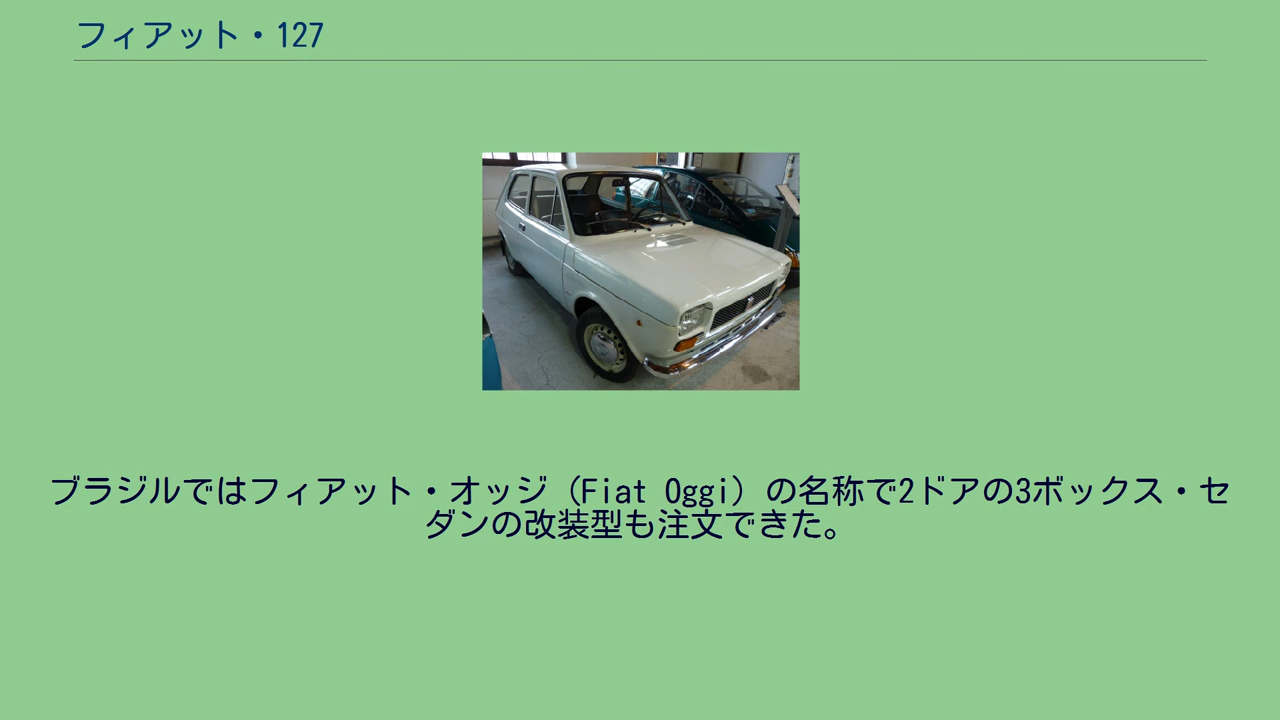 フィアット・127
ブラジルではフィアット・オッジ（Fiat Oggi）の名称で2ドアの3ボックス・セ
ダンの改装型も注文できた。